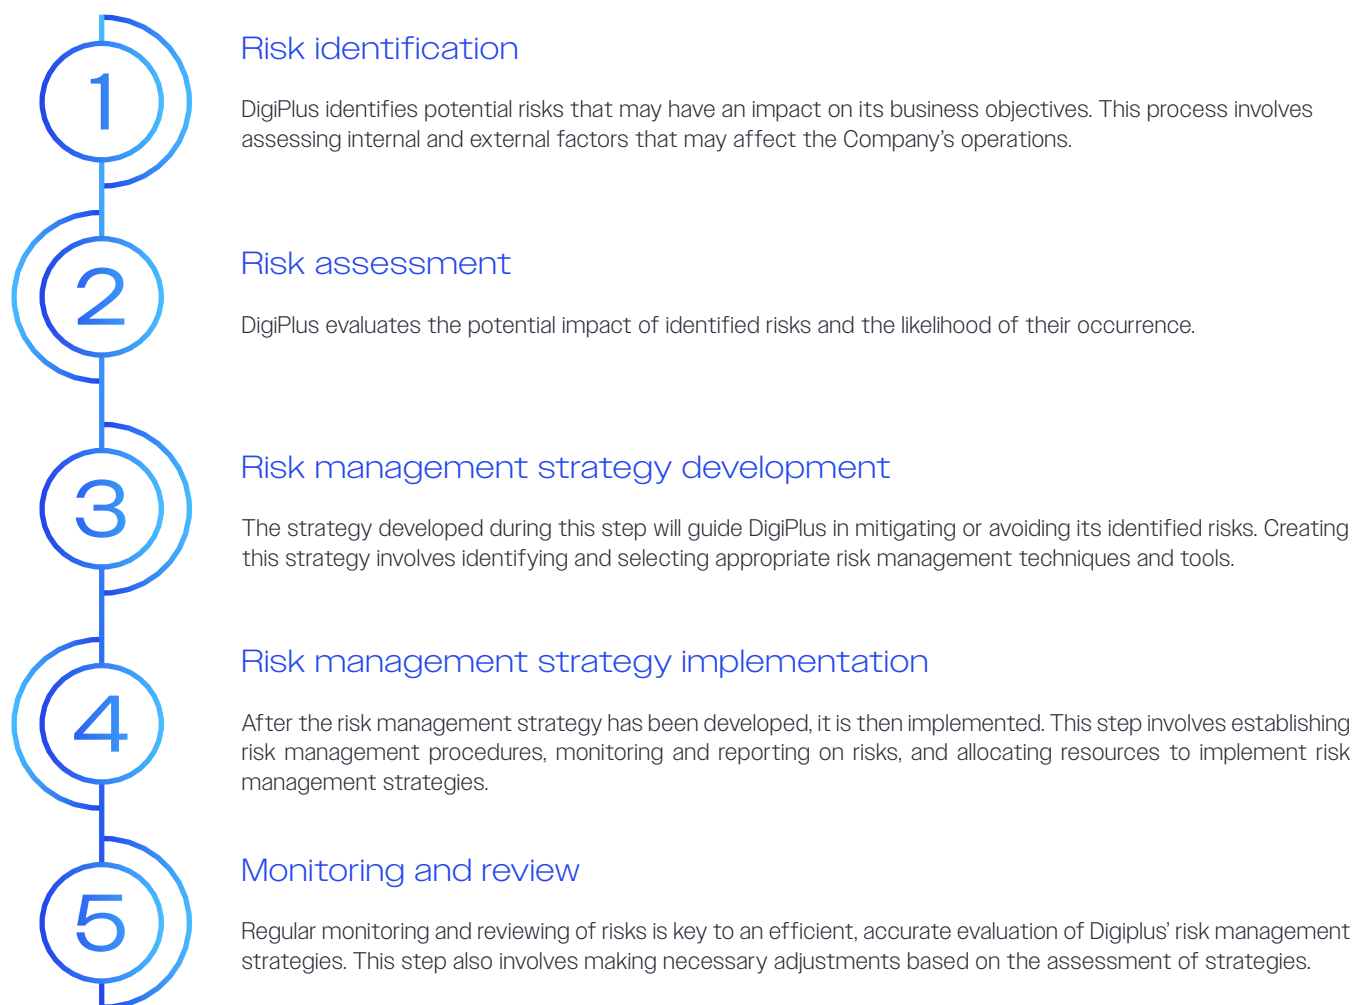 1
Risk identification
DigiPlus identifies potential risks that may have an impact on its business objectives. This process involves
assessing internal and external factors that may affect the Company's operations.
2
Risk assessment
DigiPlus evaluates the potential impact of identified risks and the likelihood of their occurrence.
3
Risk management strategy development
The strategy developed during this step will guide DigiPlus in mitigating or avoiding its identified risks. Creating
this strategy involves identifying and selecting appropriate risk management techniques and tools.
4
Risk management strategy implementation
After the risk management strategy has been developed, it is then implemented. This step involves establishing
risk management procedures, monitoring and reporting on risks, and allocating resources to implement risk
management strategies.
5
Monitoring and review
Regular monitoring and reviewing of risks is key to an efficient, accurate evaluation of Digiplus' risk management
strategies. This step also involves making necessary adjustments based on the assessment of strategies.